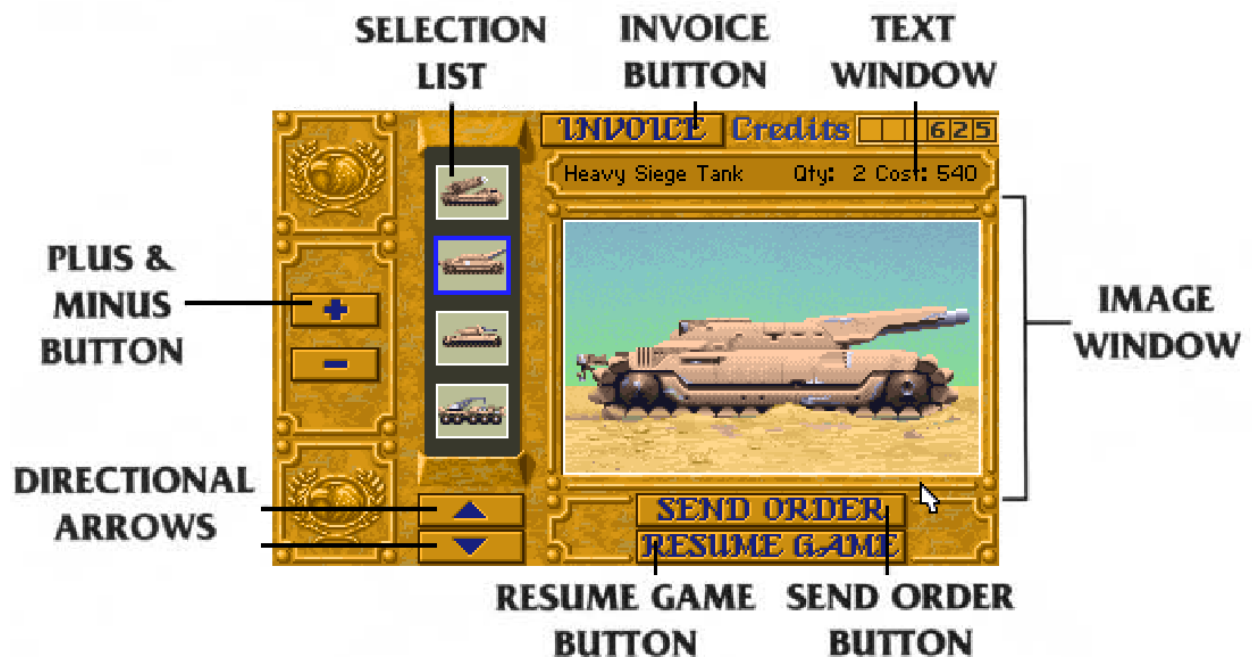 SELECTION
LIST
INVOICE
BUTTON
TEXT
WINDOW
INVOICE Credits 625
Heavy Siege Tank Qty: 2 Cost: 540
PLUS &
MINUS
BUTTON
+
-
IMAGE
WINDOW
DIRECTIONAL
ARROWS
SEND ORDER
RESUME GAME
RESUME GAME
BUTTON
SEND ORDER
BUTTON